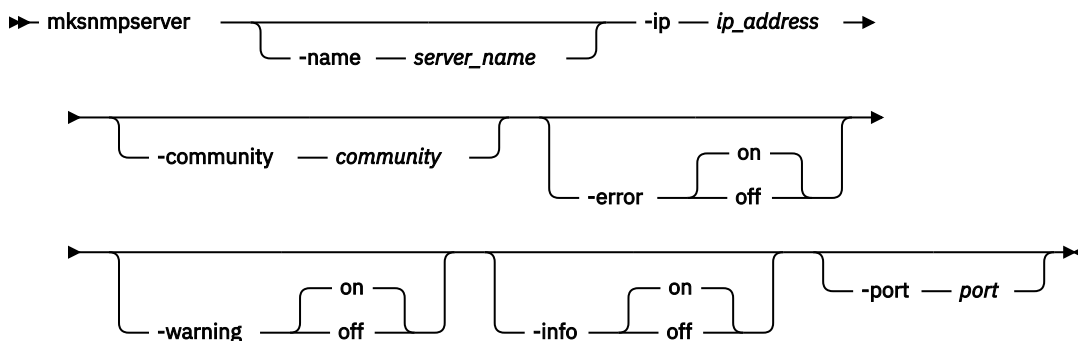 mksnmpserver -ip ip_address
-name server_name
-community community
on
-error off
on on
-port port
-warning off -info off